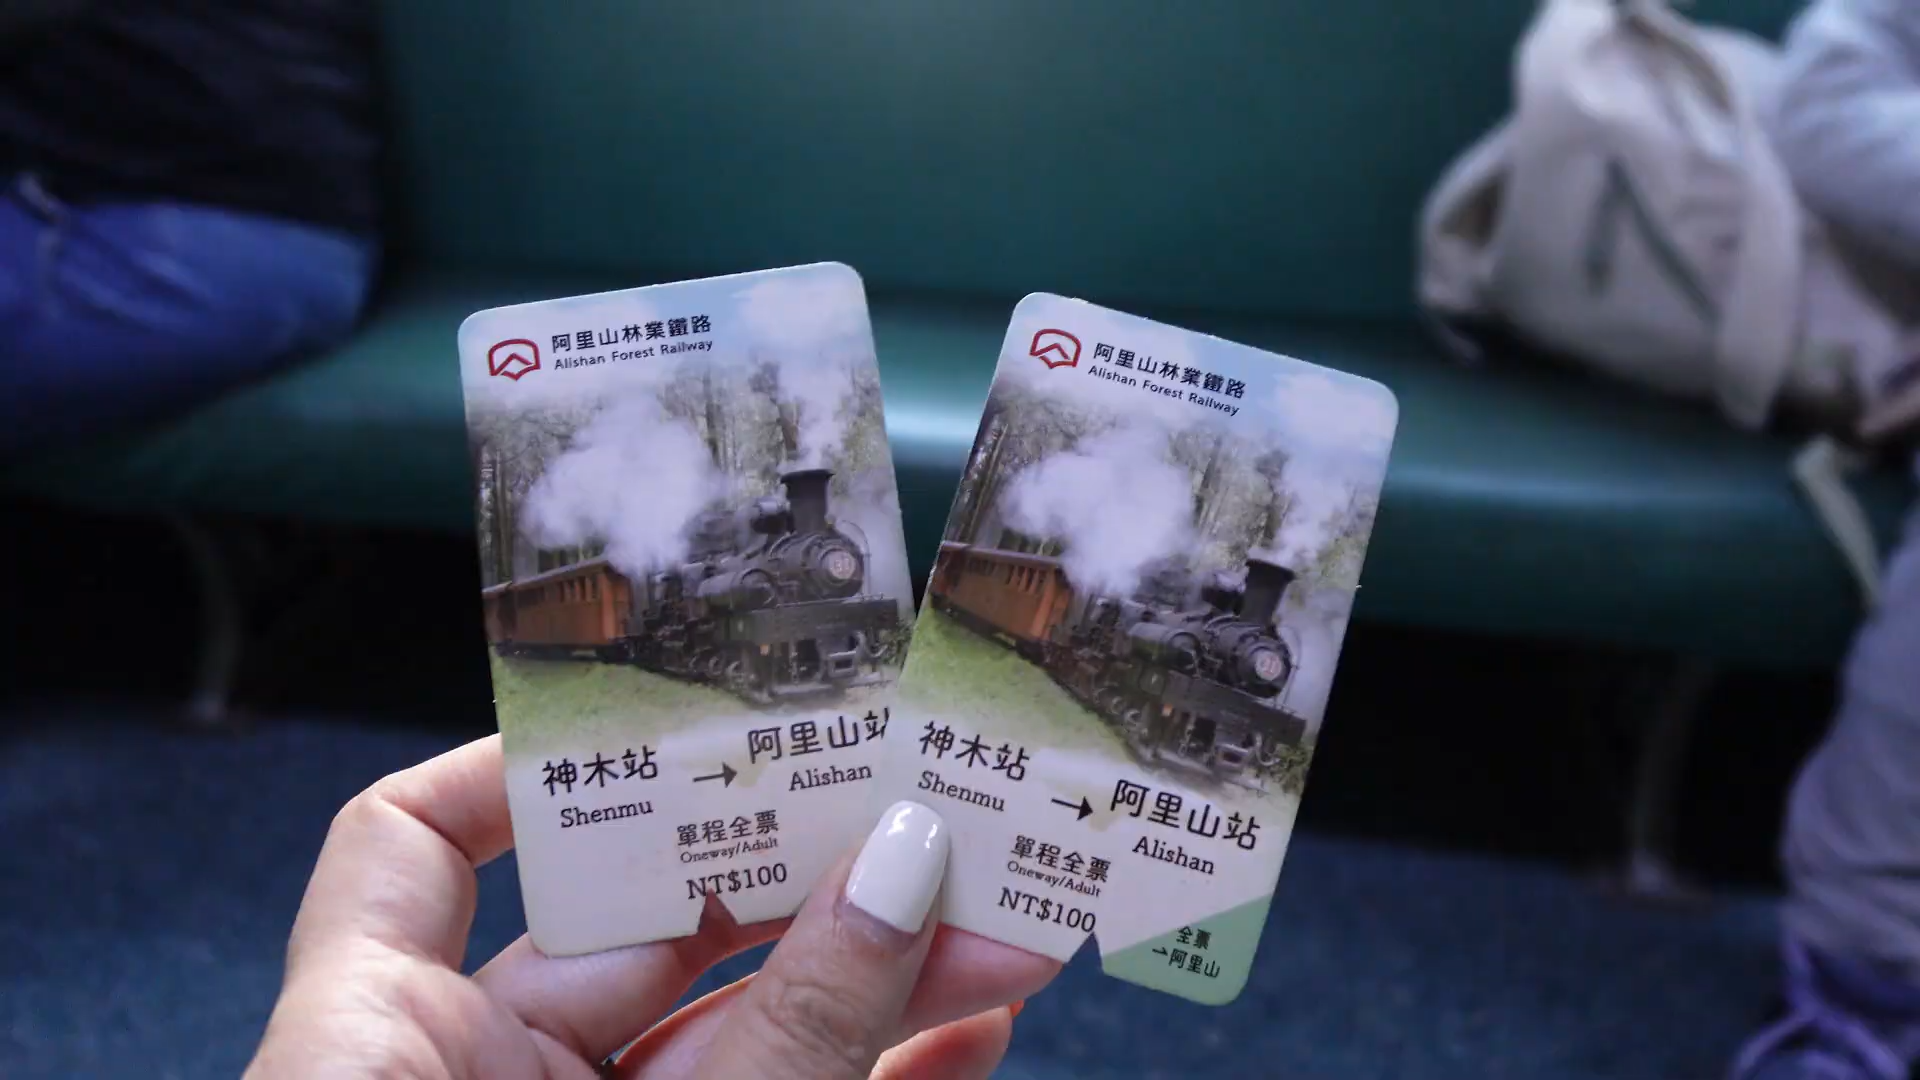 阿里山林業鐵路
Alishan Forest Railway
31
神木站 → 阿里山站
Shenmu Alishan
單程全票
Oneway/Adult
NT$100
阿里山林業鐵路
Alishan Forest Railway
31
神木站 → 阿里山站
Shenmu Alishan
單程全票
Oneway/Adult
NT$100
全票
→阿里山